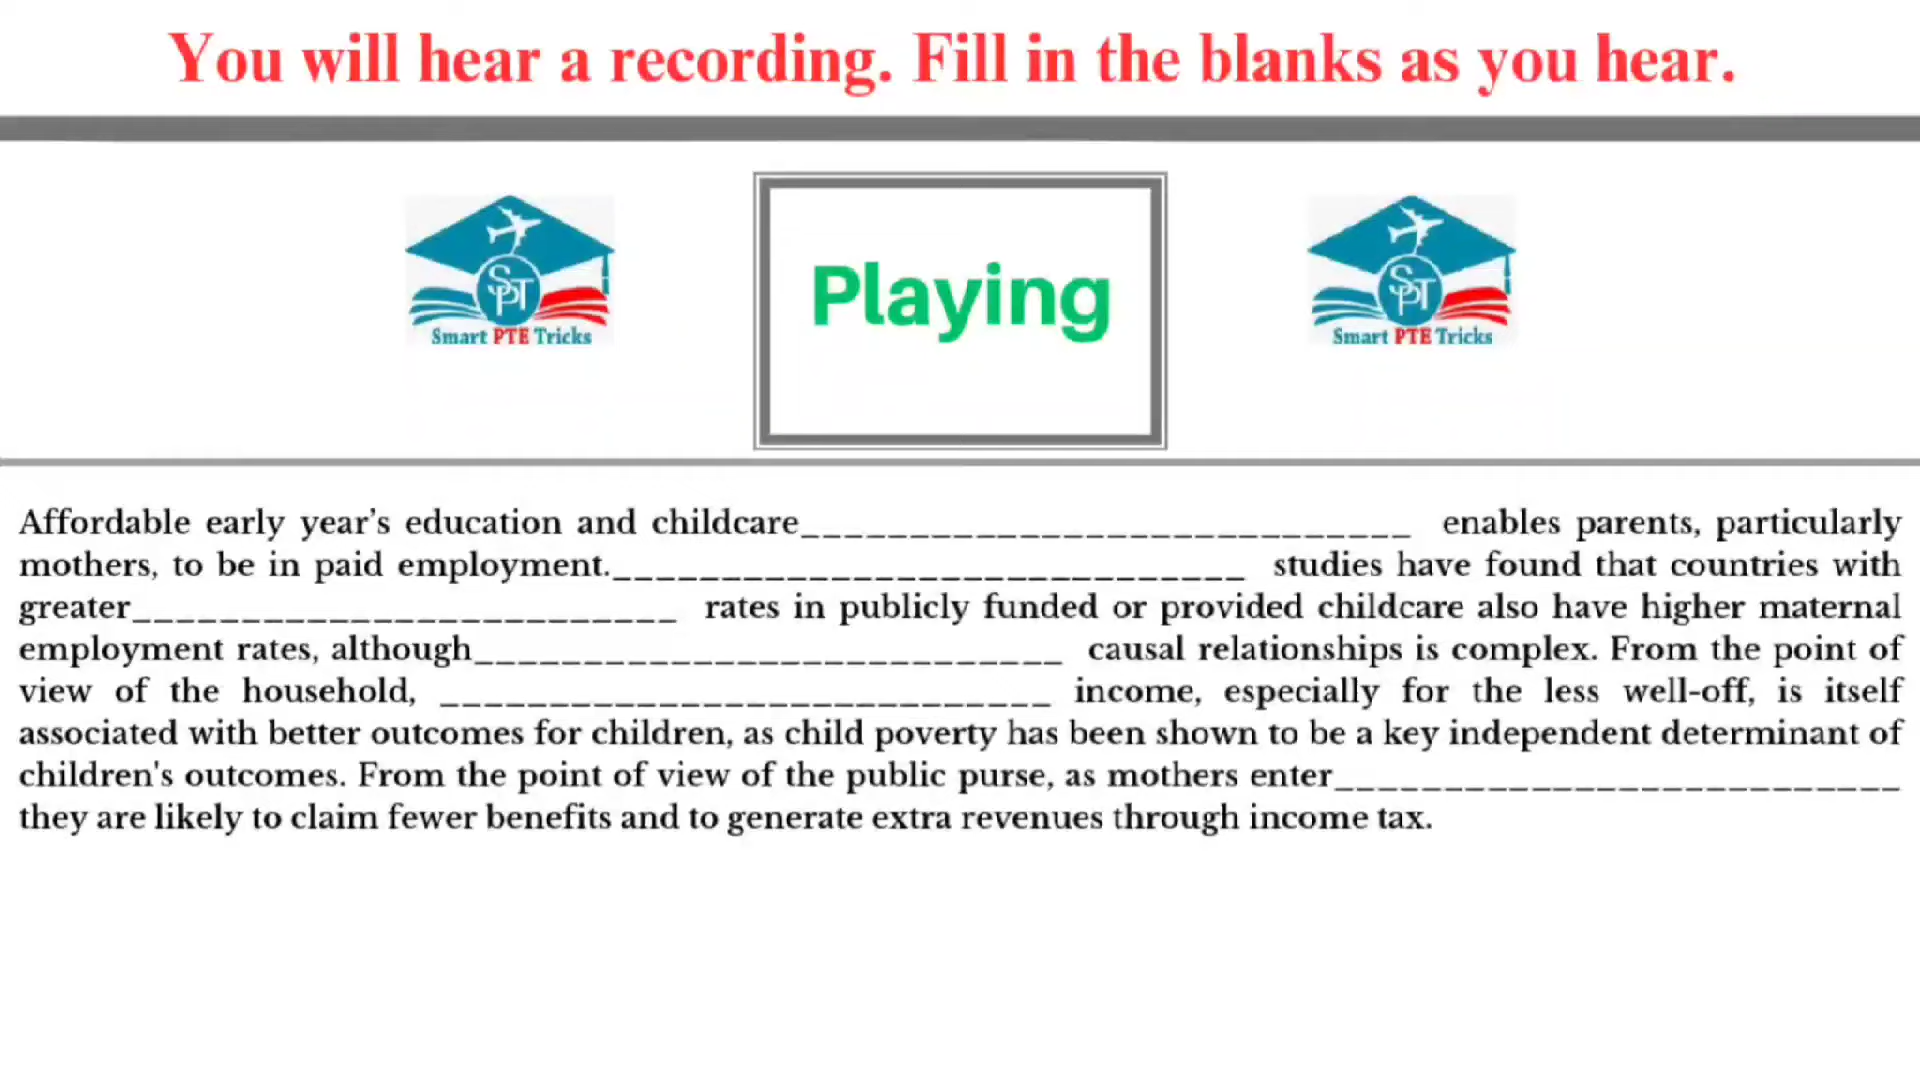 You will hear a recording. Fill in the blanks as you hear.
SPT
Smart PTE Tricks
Playing
SPT
Smart PTE Tricks
Affordable early year’s education and childcare____________________________ enables parents, particularly
mothers, to be in paid employment._____________________________ studies have found that countries with
greater_________________________ rates in publicly funded or provided childcare also have higher maternal
employment rates, although___________________________ causal relationships is complex. From the point of
view of the household, ____________________________ income, especially for the less well-off, is itself
associated with better outcomes for children, as child poverty has been shown to be a key independent determinant of
children's outcomes. From the point of view of the public purse, as mothers enter__________________________
they are likely to claim fewer benefits and to generate extra revenues through income tax.